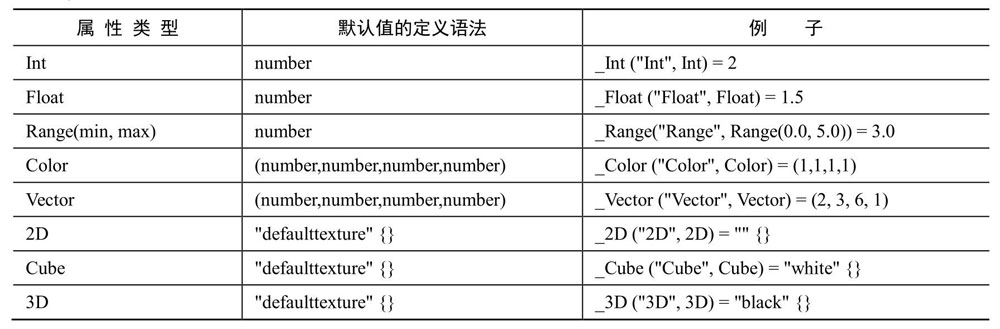 属 性 类 型 默认值的定义语法 例 子
Int number _Int ("Int", Int) = 2
Float number _Float ("Float", Float) = 1.5
Range(min, max) number _Range("Range", Range(0.0, 5.0)) = 3.0
Color (number,number,number,number) _Color ("Color", Color) = (1,1,1,1)
Vector (number,number,number,number) _Vector ("Vector", Vector) = (2, 3, 6, 1)
2D "defaulttexture" {} _2D ("2D", 2D) = "" {}
Cube "defaulttexture" {} _Cube ("Cube", Cube) = "white" {}
3D "defaulttexture" {} _3D ("3D", 3D) = "black" {}